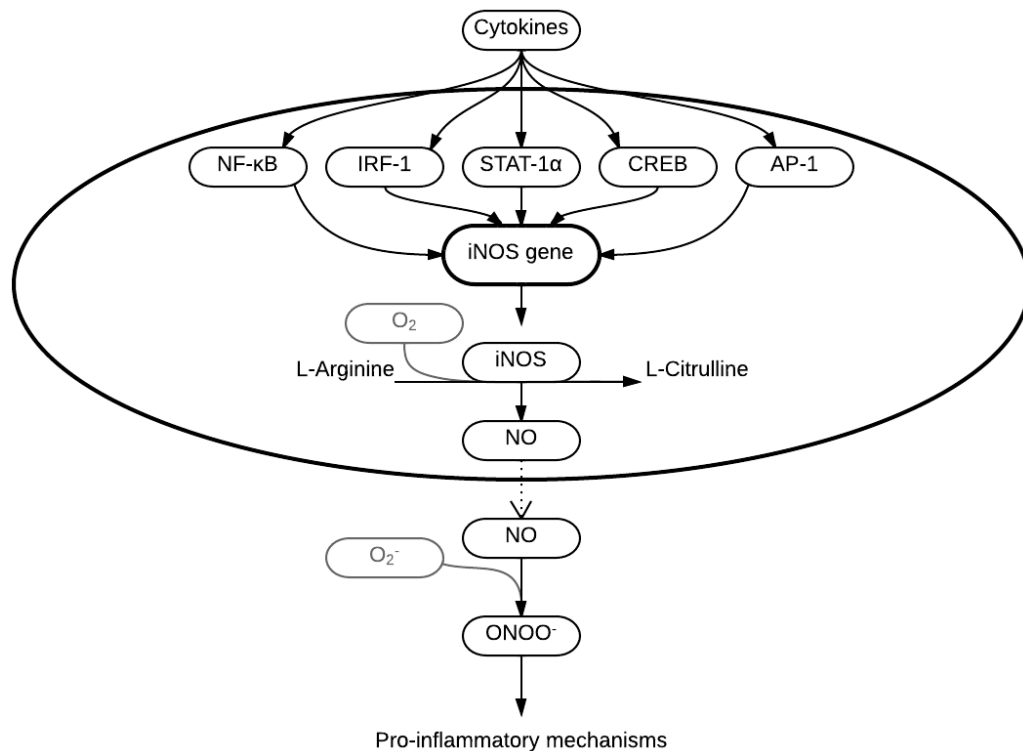 Cytokines
NF-κB
IRF-1
STAT-1α
CREB
AP-1
iNOS gene
O₂
L-Arginine
iNOS
L-Citrulline
NO
NO
O₂⁻
ONOO⁻
Pro-inflammatory mechanisms